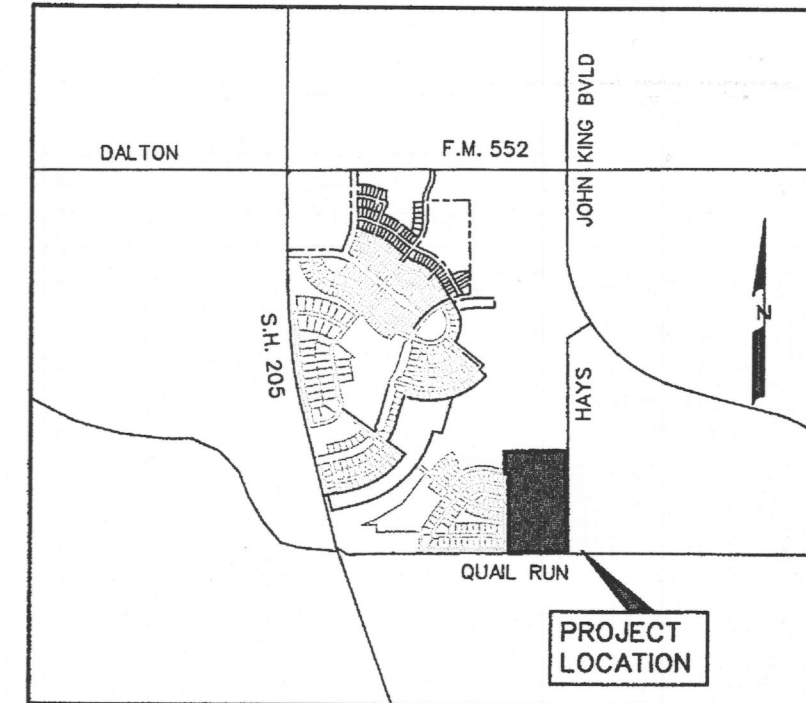 JOHN KING BVLD
DALTON
F.M. 552
N
S.H. 205
HAYS
QUAIL RUN
PROJECT
LOCATION